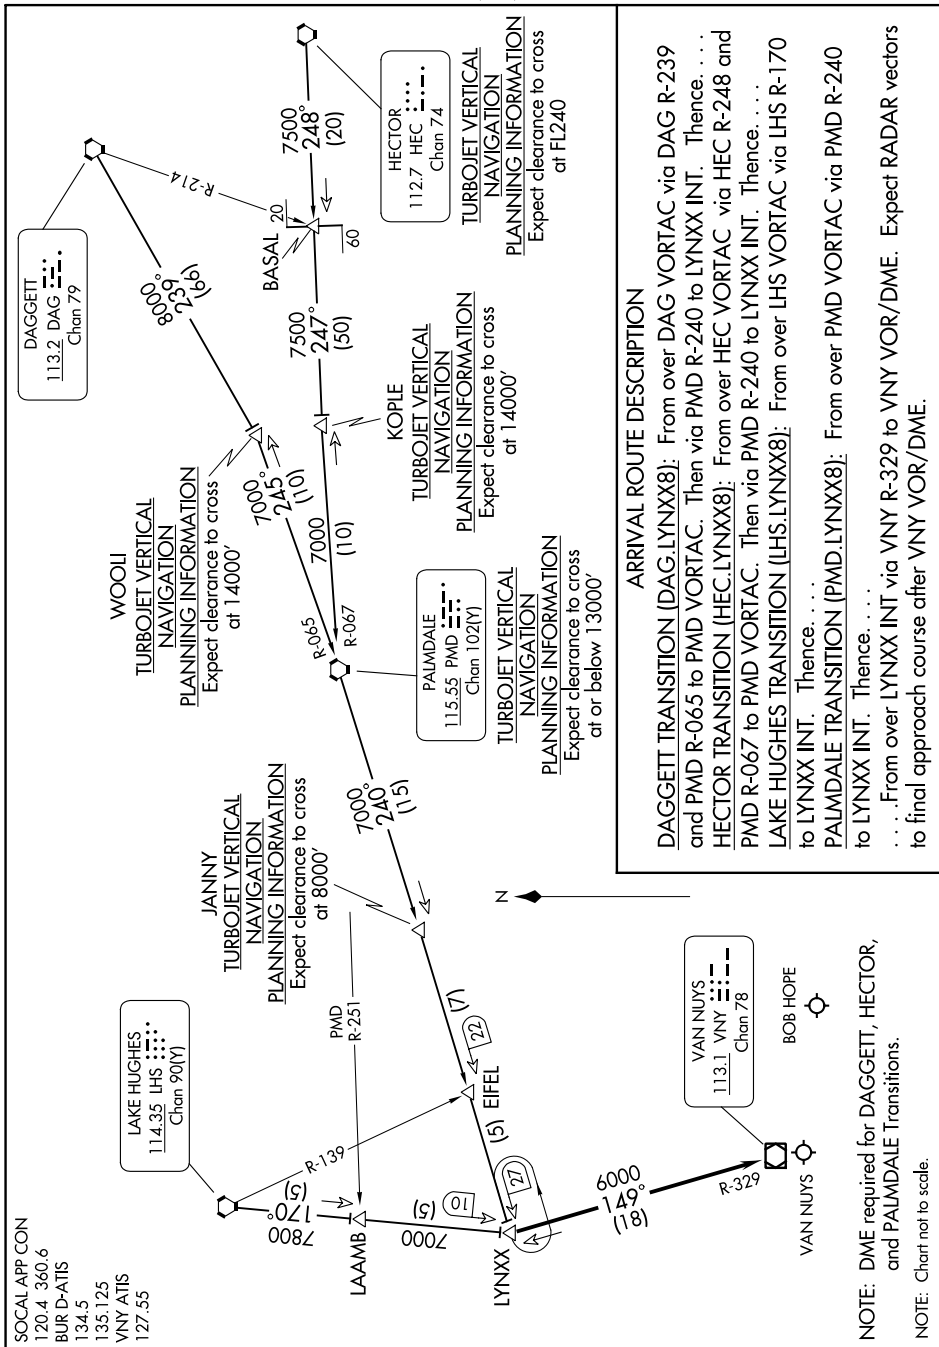 SOCAL APP CON
120.4 360.6
BUR D-ATIS
134.5
135.125
VNY ATIS
127.55
LAKE HUGHES
114.35 LHS
Chan 90(Y)
JANNY
TURBOJET VERTICAL
NAVIGATION
PLANNING INFORMATION
Expect clearance to cross
at 8000'
WOOLI
TURBOJET VERTICAL
NAVIGATION
PLANNING INFORMATION
Expect clearance to cross
at 14000'
DAGGETT
113.2 DAG
Chan 79
R-214
8000
239°
(66)
7000
245°
(10)
R-065
R-067
BASAL
20
60
7500
248°
(20)
7500
247°
(50)
7000
(10)
HECTOR
112.7 HEC
Chan 74
TURBOJET VERTICAL
NAVIGATION
PLANNING INFORMATION
Expect clearance to cross
at FL240
KOPLE
TURBOJET VERTICAL
NAVIGATION
PLANNING INFORMATION
Expect clearance to cross
at 14000'
PALMDALE
115.55 PMD
Chan 102(Y)
TURBOJET VERTICAL
NAVIGATION
PLANNING INFORMATION
Expect clearance to cross
at or below 13000'
7000
240°
(15)
PMD
R-251
R-139
7800
170°
(5)
LAAMB
7000
(5)
10
(7)
22
EIFEL
(5)
27
LYNXX
6000
149°
(18)
R-329
N
VAN NUYS
113.1 VNY
Chan 78
BOB HOPE
VAN NUYS
NOTE: DME required for DAGGETT, HECTOR,
and PALMDALE Transitions.
NOTE: Chart not to scale.
ARRIVAL ROUTE DESCRIPTION
DAGGETT TRANSITION (DAG.LYNXX8): From over DAG VORTAC via DAG R-239
and PMD R-065 to PMD VORTAC. Then via PMD R-240 to LYNXX INT. Thence. . . .
HECTOR TRANSITION (HEC.LYNXX8): From over HEC VORTAC via HEC R-248 and
PMD R-067 to PMD VORTAC. Then via PMD R-240 to LYNXX INT. Thence. . . .
LAKE HUGHES TRANSITION (LHS.LYNXX8): From over LHS VORTAC via LHS R-170
to LYNXX INT. Thence. . . .
PALMDALE TRANSITION (PMD.LYNXX8): From over PMD VORTAC via PMD R-240
to LYNXX INT. Thence. . . .
. . . .From over LYNXX INT via VNY R-329 to VNY VOR/DME. Expect RADAR vectors
to final approach course after VNY VOR/DME.